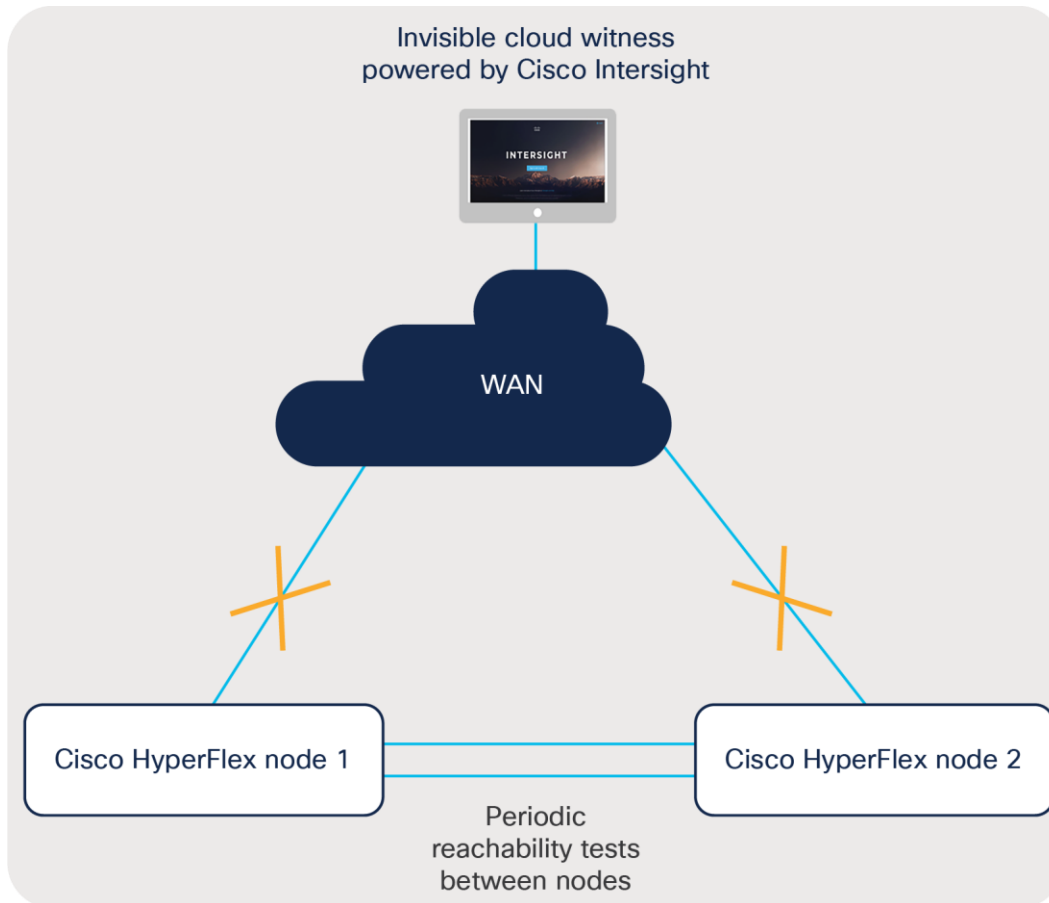 Invisible cloud witness
powered by Cisco Intersight
INTERSIGHT
WAN
Cisco HyperFlex node 1
Cisco HyperFlex node 2
Periodic
reachability tests
between nodes